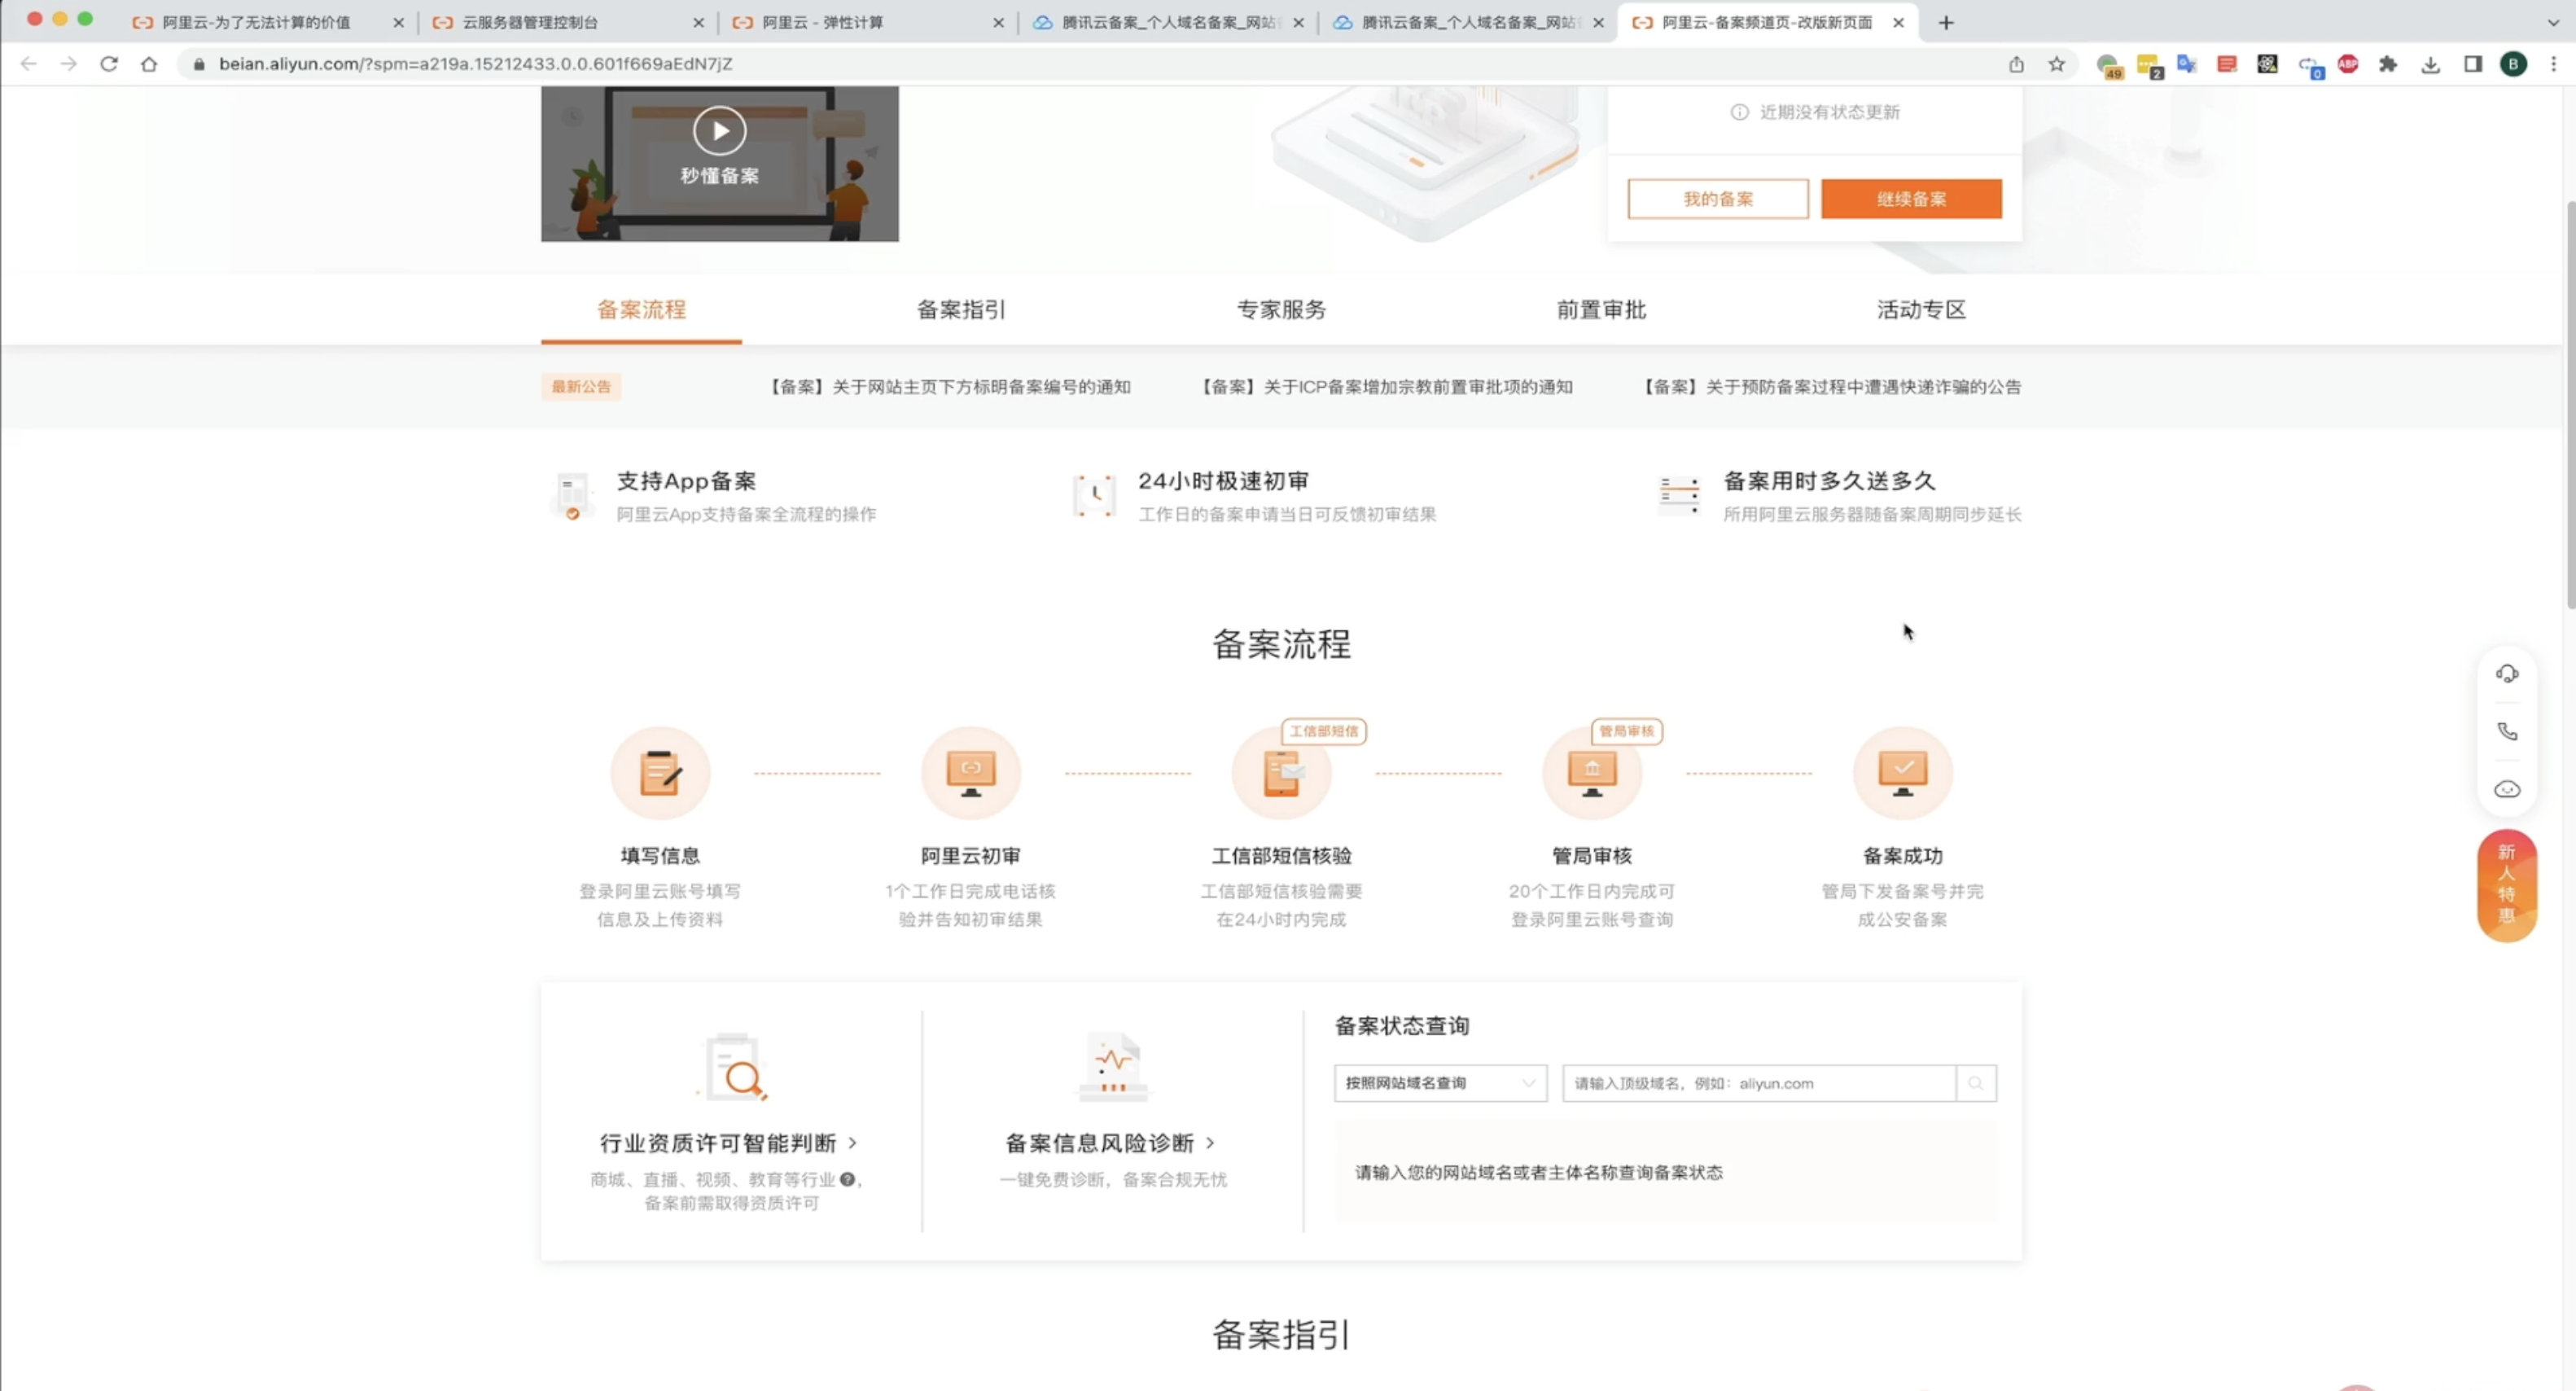 阿里云-为了无法计算的价值
云服务器管理控制台
阿里云 - 弹性计算
腾讯云备案_个人域名备案_网站
腾讯云备案_个人域名备案_网站
阿里云-备案频道页-改版新页面
beian.aliyun.com/?spm=a219a.15212433.0.0.601f669aEdN7jZ
49
2
0
ABP
B
秒懂备案
近期没有状态更新
我的备案
继续备案
备案流程
备案指引
专家服务
前置审批
活动专区
最新公告
【备案】关于网站主页下方标明备案编号的通知
【备案】关于ICP备案增加宗教前置审批项的通知
【备案】关于预防备案过程中遭遇快递诈骗的公告
支持App备案
阿里云App支持备案全流程的操作
24小时极速初审
工作日的备案申请当日可反馈初审结果
备案用时多久送多久
所用阿里云服务器随备案周期同步延长
备案流程
工信部短信
管局审核
填写信息
登录阿里云账号填写
信息及上传资料
阿里云初审
1个工作日完成电话核
验并告知初审结果
工信部短信核验
工信部短信核验需要
在24小时内完成
管局审核
20个工作日内完成可
登录阿里云账号查询
备案成功
管局下发备案号并完
成公安备案
新人特惠
行业资质许可智能判断 >
商城、直播、视频、教育等行业?，
备案前需取得资质许可
备案信息风险诊断 >
一键免费诊断，备案合规无忧
备案状态查询
按照网站域名查询
请输入顶级域名，例如：aliyun.com
请输入您的网站域名或者主体名称查询备案状态
备案指引